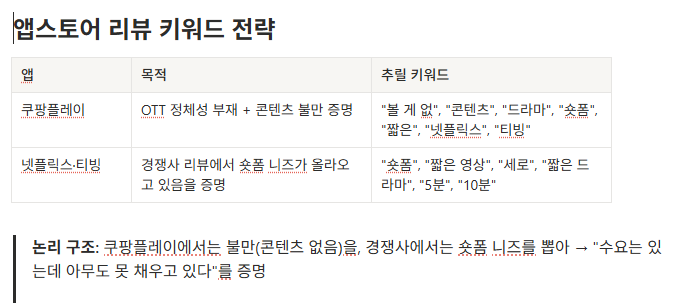 앱스토어 리뷰 키워드 전략
앱 목적 추릴 키워드
쿠팡플레이 OTT 정체성 부재 + 콘텐츠 불만 증명 "볼 게 없", "콘텐츠", "드라마", "숏폼",
"짧은", "넷플릭스", "티빙"
넷플릭스·티빙 경쟁사 리뷰에서 숏폼 니즈가 올라오 "숏폼", "짧은 영상", "세로", "짧은 드
고 있음을 증명 라마", "5분", "10분"
논리 구조: 쿠팡플레이에서는 불만(콘텐츠 없음)을, 경쟁사에서는 숏폼 니즈를 뽑아 → "수요는 있
는데 아무도 못 채우고 있다"를 증명